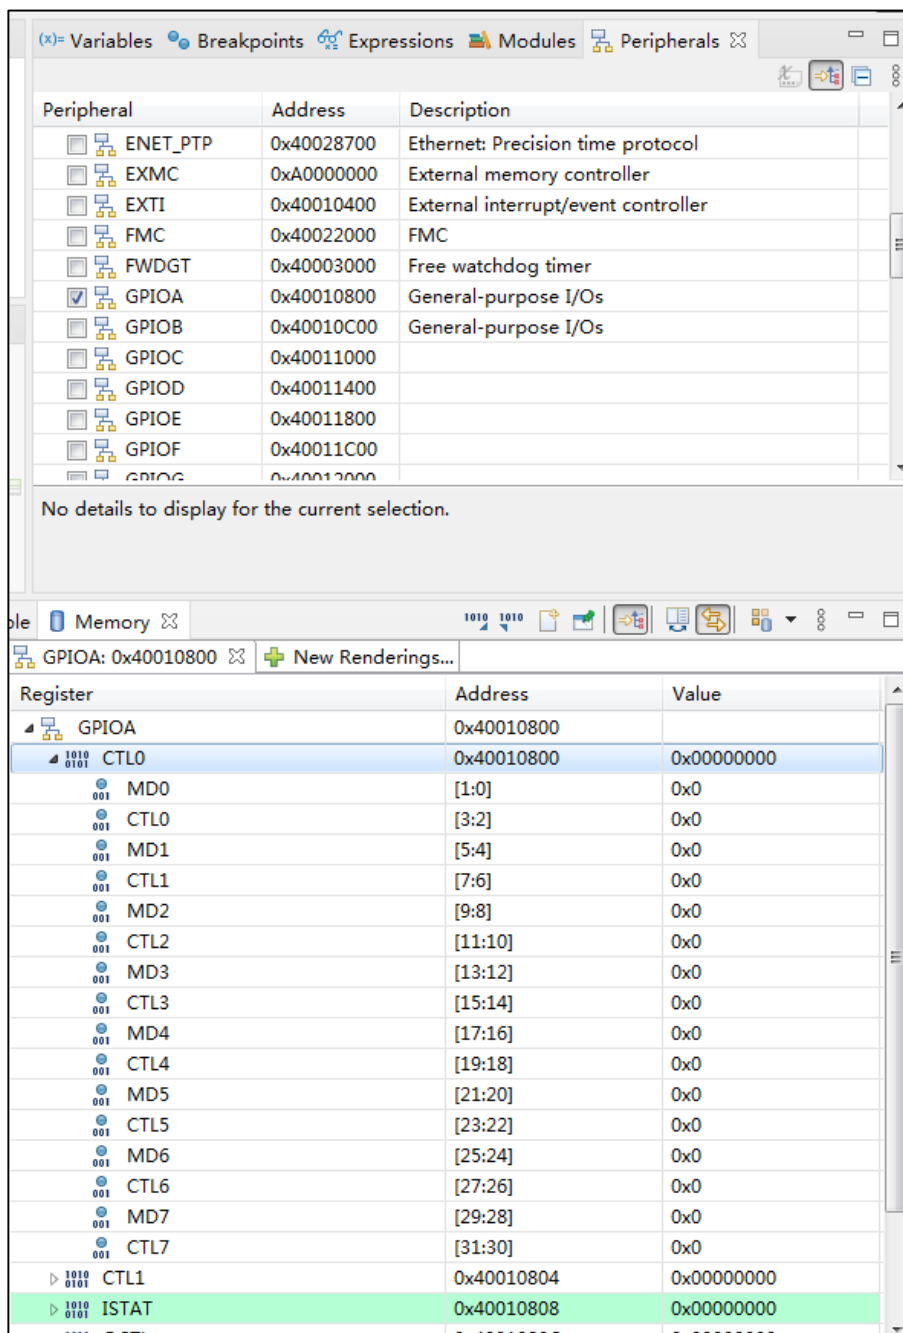 (x)= Variables Breakpoints Expressions Modules Peripherals
Peripheral Address Description
ENET_PTP 0x40028700 Ethernet: Precision time protocol
EXMC 0xA0000000 External memory controller
EXTI 0x40010400 External interrupt/event controller
FMC 0x40022000 FMC
FWDGT 0x40003000 Free watchdog timer
GPIOA 0x40010800 General-purpose I/Os
GPIOB 0x40010C00 General-purpose I/Os
GPIOC 0x40011000
GPIOD 0x40011400
GPIOE 0x40011800
GPIOF 0x40011C00
GPIOG 0x40012000
No details to display for the current selection.
ole Memory
GPIOA: 0x40010800 New Renderings...
Register Address Value
GPIOA 0x40010800
CTL0 0x40010800 0x00000000
MD0 [1:0] 0x0
CTL0 [3:2] 0x0
MD1 [5:4] 0x0
CTL1 [7:6] 0x0
MD2 [9:8] 0x0
CTL2 [11:10] 0x0
MD3 [13:12] 0x0
CTL3 [15:14] 0x0
MD4 [17:16] 0x0
CTL4 [19:18] 0x0
MD5 [21:20] 0x0
CTL5 [23:22] 0x0
MD6 [25:24] 0x0
CTL6 [27:26] 0x0
MD7 [29:28] 0x0
CTL7 [31:30] 0x0
CTL1 0x40010804 0x00000000
ISTAT 0x40010808 0x00000000